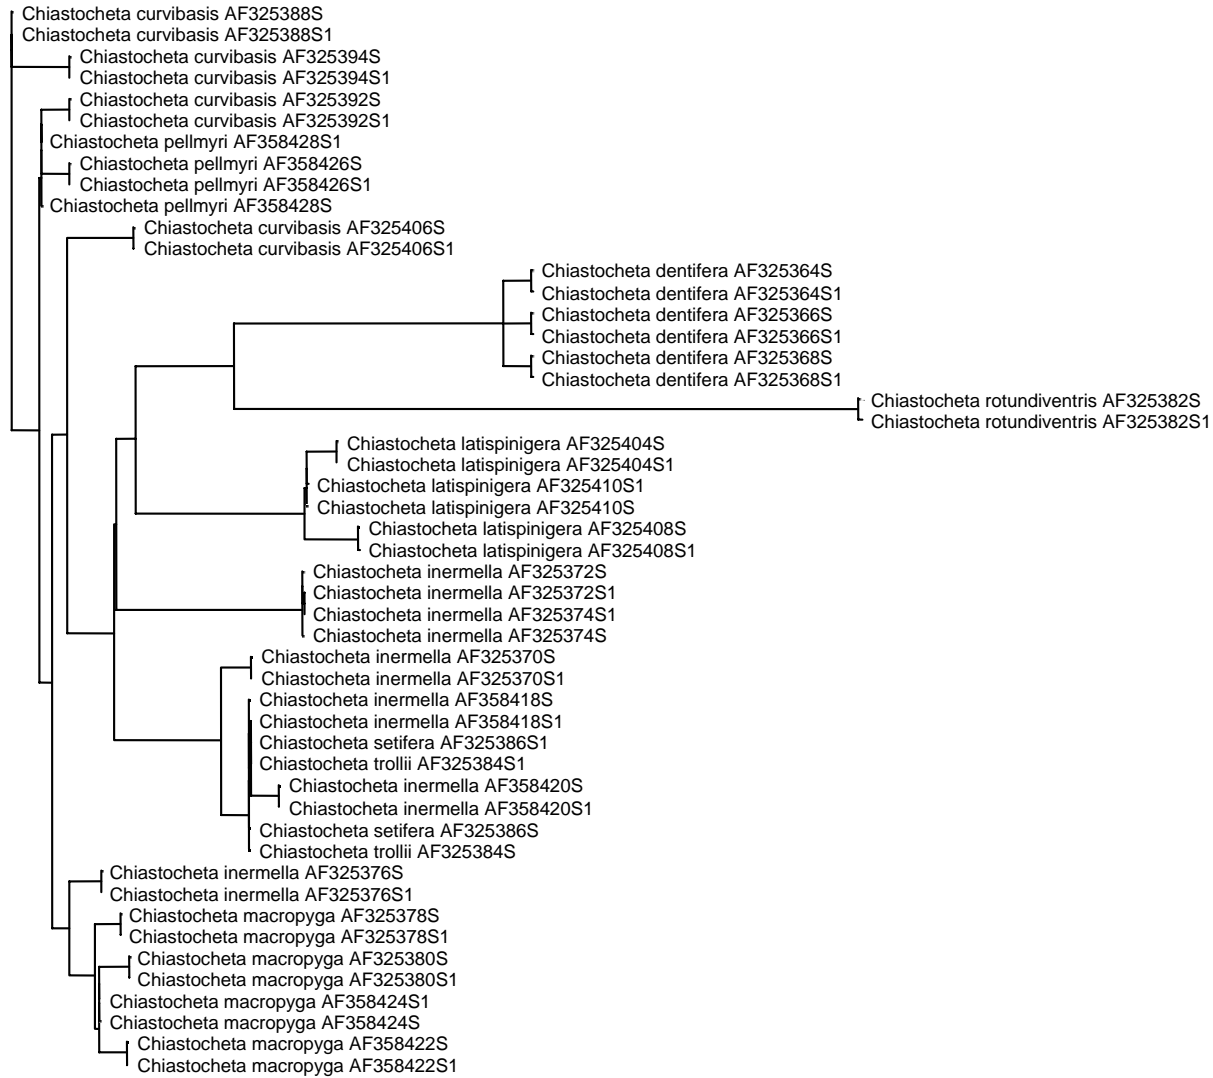 Chiastocheta curvibasis AF325388S
Chiastocheta curvibasis AF325388S1
Chiastocheta curvibasis AF325394S
Chiastocheta curvibasis AF325394S1
Chiastocheta curvibasis AF325392S
Chiastocheta curvibasis AF325392S1
Chiastocheta pellmyri AF358428S1
Chiastocheta pellmyri AF358426S
Chiastocheta pellmyri AF358426S1
Chiastocheta pellmyri AF358428S
Chiastocheta curvibasis AF325406S
Chiastocheta curvibasis AF325406S1
Chiastocheta dentifera AF325364S
Chiastocheta dentifera AF325364S1
Chiastocheta dentifera AF325366S
Chiastocheta dentifera AF325366S1
Chiastocheta dentifera AF325368S
Chiastocheta dentifera AF325368S1
Chiastocheta rotundiventris AF325382S
Chiastocheta rotundiventris AF325382S1
Chiastocheta latispinigera AF325404S
Chiastocheta latispinigera AF325404S1
Chiastocheta latispinigera AF325410S1
Chiastocheta latispinigera AF325410S
Chiastocheta latispinigera AF325408S
Chiastocheta latispinigera AF325408S1
Chiastocheta inermella AF325372S
Chiastocheta inermella AF325372S1
Chiastocheta inermella AF325374S1
Chiastocheta inermella AF325374S
Chiastocheta inermella AF325370S
Chiastocheta inermella AF325370S1
Chiastocheta inermella AF358418S
Chiastocheta inermella AF358418S1
Chiastocheta setifera AF325386S1
Chiastocheta trollii AF325384S1
Chiastocheta inermella AF358420S
Chiastocheta inermella AF358420S1
Chiastocheta setifera AF325386S
Chiastocheta trollii AF325384S
Chiastocheta inermella AF325376S
Chiastocheta inermella AF325376S1
Chiastocheta macropyga AF325378S
Chiastocheta macropyga AF325378S1
Chiastocheta macropyga AF325380S
Chiastocheta macropyga AF325380S1
Chiastocheta macropyga AF358424S1
Chiastocheta macropyga AF358424S
Chiastocheta macropyga AF358422S
Chiastocheta macropyga AF358422S1